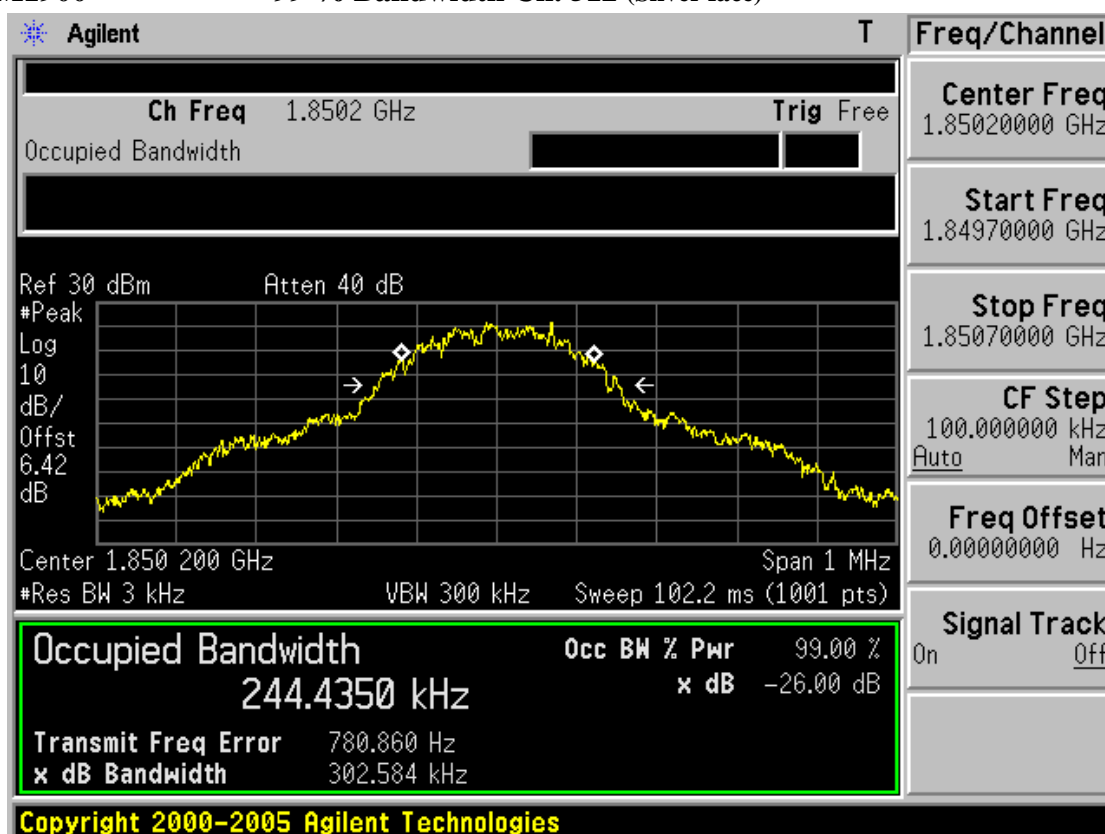 Agilent T
Ch Freq 1.8502 GHz Trig Free
Occupied Bandwidth
Ref 30 dBm Atten 40 dB
#Peak
Log
10
dB/
Offst
6.42
dB
Center 1.850 200 GHz Span 1 MHz
#Res BW 3 kHz VBW 300 kHz Sweep 102.2 ms (1001 pts)
Occupied Bandwidth Occ BW % Pwr 99.00 %
244.4350 kHz x dB -26.00 dB
Transmit Freq Error 780.860 Hz
x dB Bandwidth 302.584 kHz
Copyright 2000-2005 Agilent Technologies
Freq/Channel
Center Freq
1.85020000 GHz
Start Freq
1.84970000 GHz
Stop Freq
1.85070000 GHz
CF Step
100.000000 kHz
Auto Man
Freq Offset
0.00000000 Hz
Signal Track
On Off